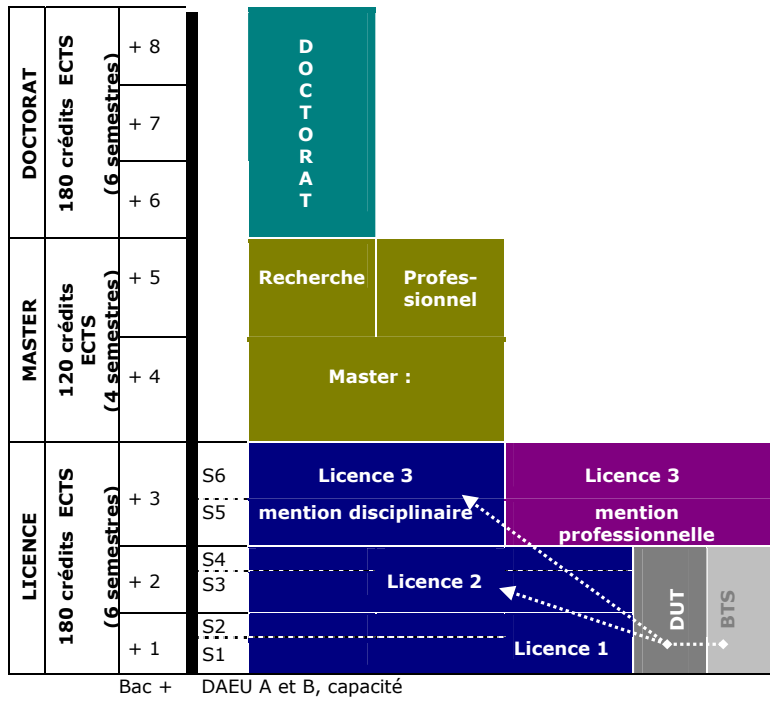 DOCTORAT
180 crédits ECTS
(6 semestres)
+ 8
+ 7
+ 6
DOCTORAT
MASTER
120 crédits
ECTS
(4 semestres)
+ 5
+ 4
Recherche
Profes-
sionnel
Master :
LICENCE
180 crédits ECTS
(6 semestres)
+ 3
S6
S5
Licence 3
mention disciplinaire
Licence 3
mention
professionnelle
+ 2
S4
S3
Licence 2
+ 1
S2
S1
Licence 1
DUT
BTS
Bac + DAEU A et B, capacité